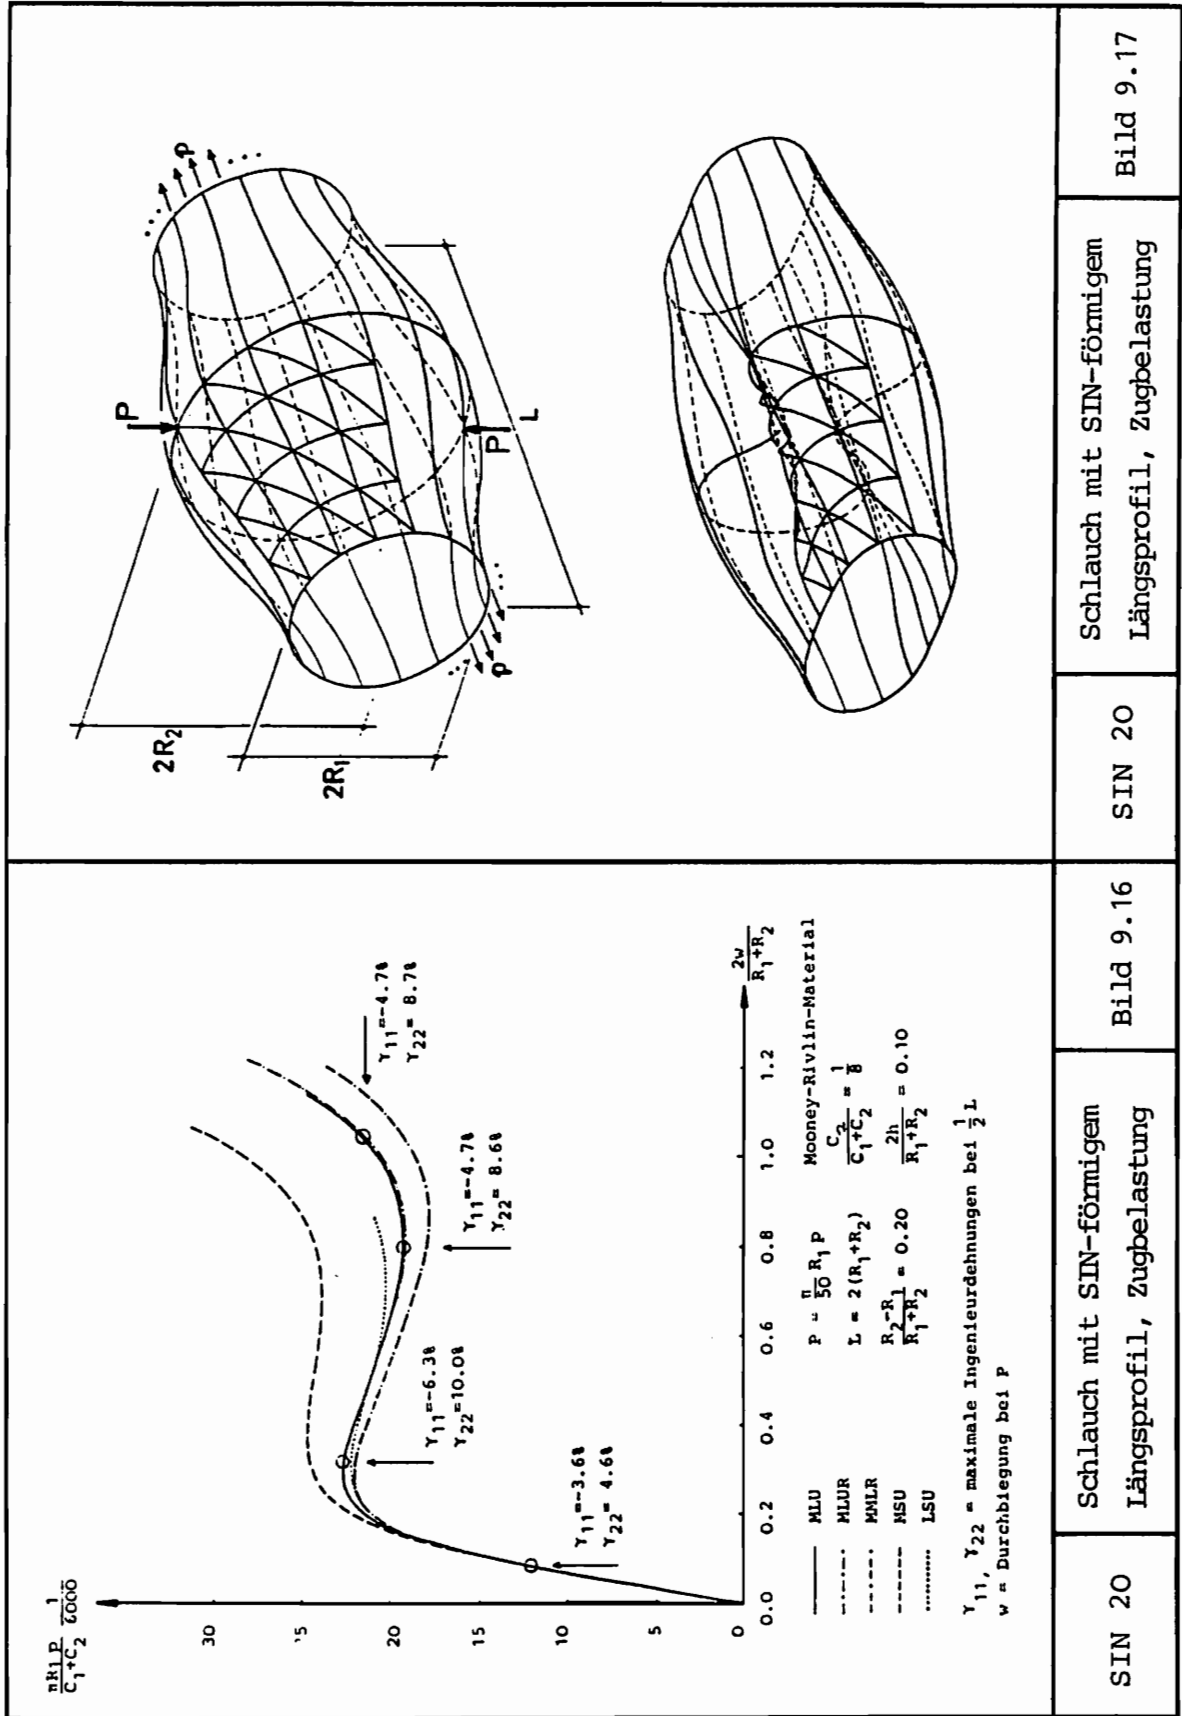 nR₁p / C₁+C₂ 1/6000
30
15
20
15
10
5
0
0.0 0.2 0.4 0.6 0.8 1.0 1.2
2w / R₁+R₂
γ₁₁=-3.6%
γ₂₂= 4.6%
γ₁₁=-6.3%
γ₂₂=10.0%
γ₁₁=-4.7%
γ₂₂= 8.6%
γ₁₁=-4.7%
γ₂₂= 8.7%
MLU
MLUR
MMLR
MSU
LSU
P = n/50 R₁ p
L = 2(R₁+R₂)
R₂-R₁ / R₁+R₂ = 0.20
Mooney-Rivlin-Material
C₂ / C₁+C₂ = 1/8
2h / R₁+R₂ = 0.10
γ₁₁, γ₂₂ = maximale Ingenieurdehnungen bei 1/2 L
w = Durchbiegung bei P
SIN 20
Schlauch mit SIN-förmigem
Längsprofil, Zugbelastung
Bild 9.16
2R₂
2R₁
P
P
L
p
p
SIN 20
Schlauch mit SIN-förmigem
Längsprofil, Zugbelastung
Bild 9.17